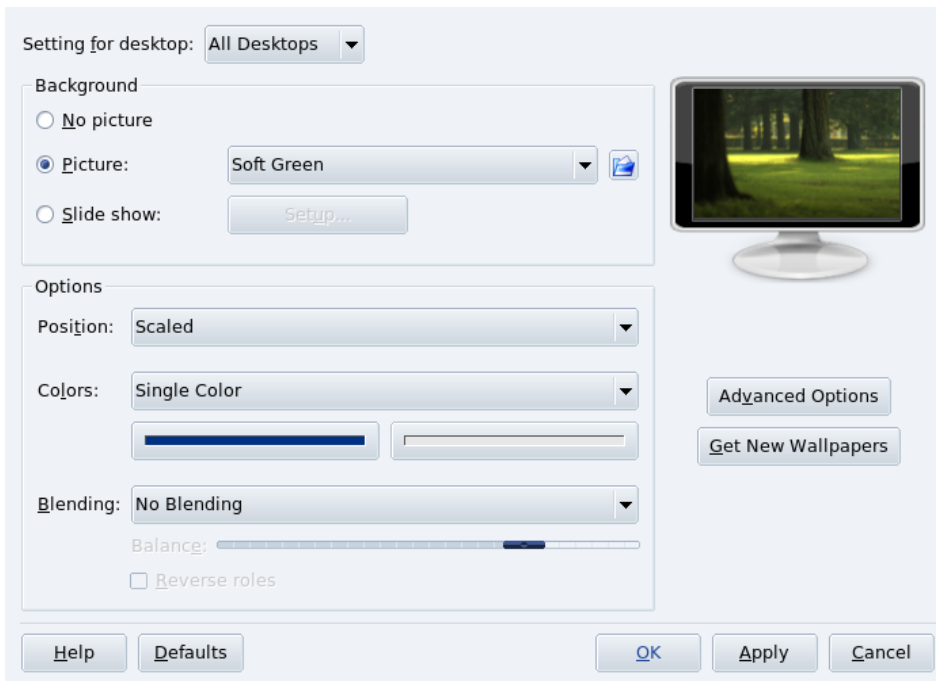 Setting for desktop: All Desktops
Background
No picture
Picture: Soft Green
Slide show: Setup...
Options
Position: Scaled
Colors: Single Color
Advanced Options
Get New Wallpapers
Blending: No Blending
Balance:
Reverse roles
Help Defaults OK Apply Cancel